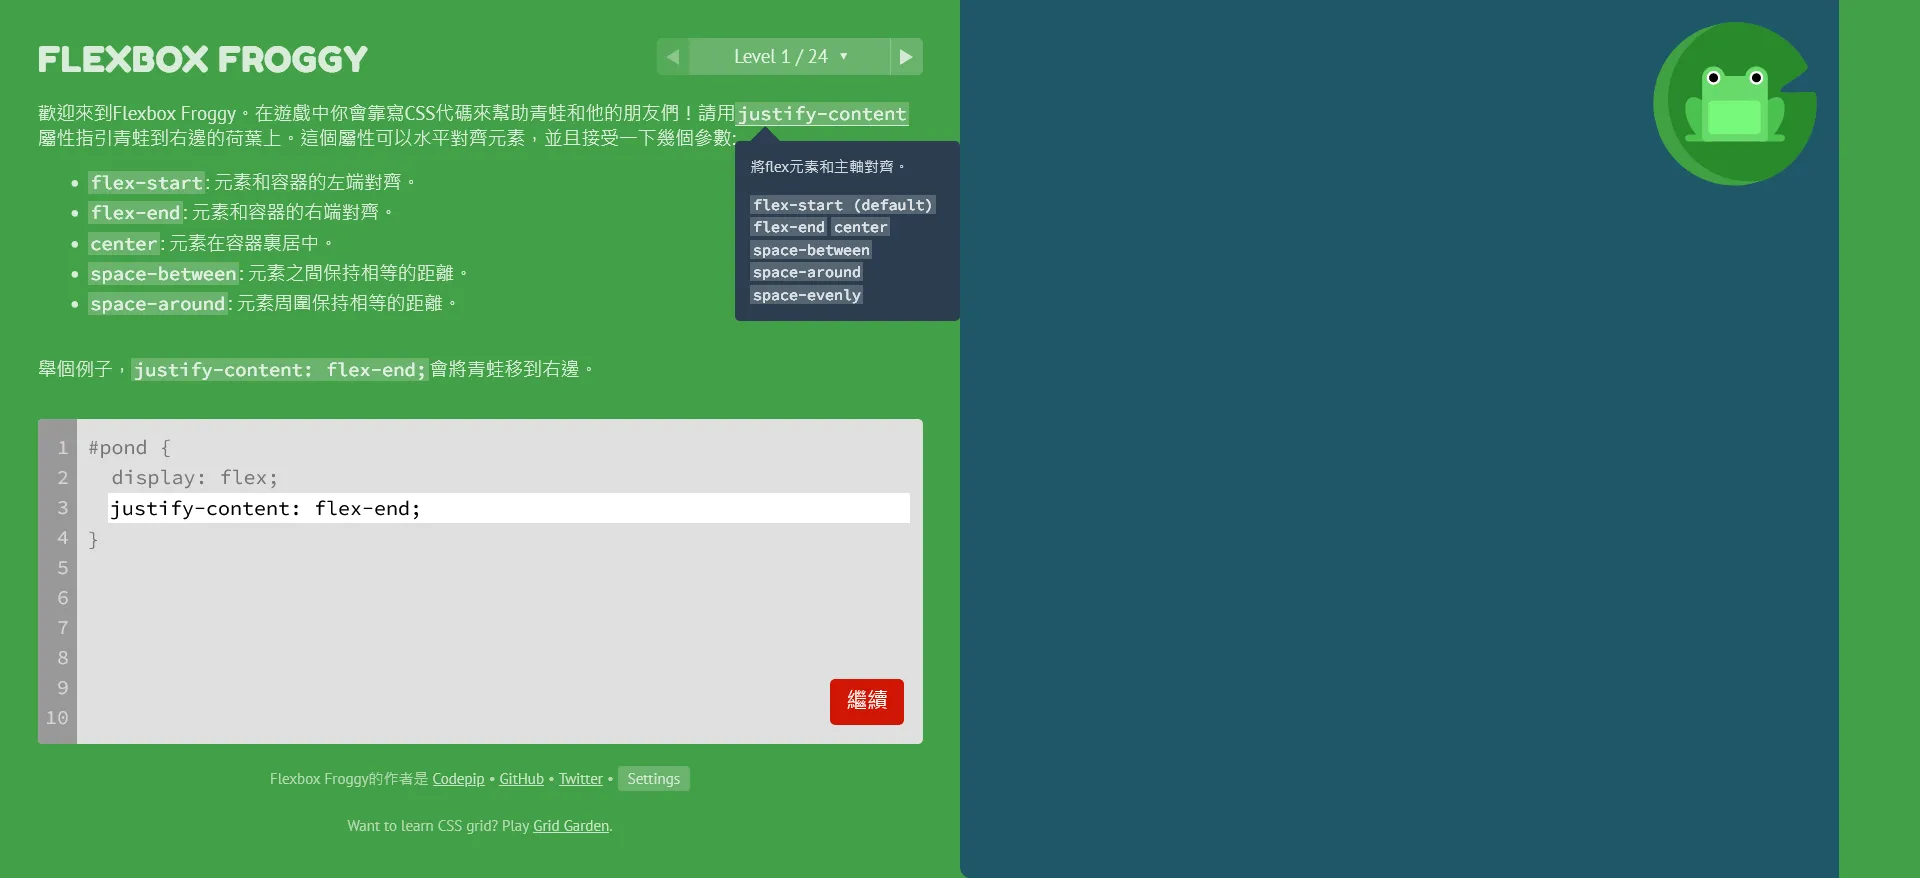 FLEXBOX FROGGY
◀ Level 1 / 24 ▼ ▶
歡迎來到Flexbox Froggy。在遊戲中你會靠寫CSS代碼來幫助青蛙和他的朋友們！請用justify-content
屬性指引青蛙到右邊的荷葉上。這個屬性可以水平對齊元素，並且接受一下幾個參數:
將flex元素和主軸對齊。
flex-start (default)
flex-end center
space-between
space-around
space-evenly
• flex-start: 元素和容器的左端對齊。
• flex-end: 元素和容器的右端對齊。
• center: 元素在容器裏居中。
• space-between: 元素之間保持相等的距離。
• space-around: 元素周圍保持相等的距離。
舉個例子，justify-content: flex-end;會將青蛙移到右邊。
1 #pond {
2 display: flex;
3 justify-content: flex-end;
4 }
5
6
7
8
9
10
繼續
Flexbox Froggy的作者是 Codepip • GitHub • Twitter • Settings
Want to learn CSS grid? Play Grid Garden.